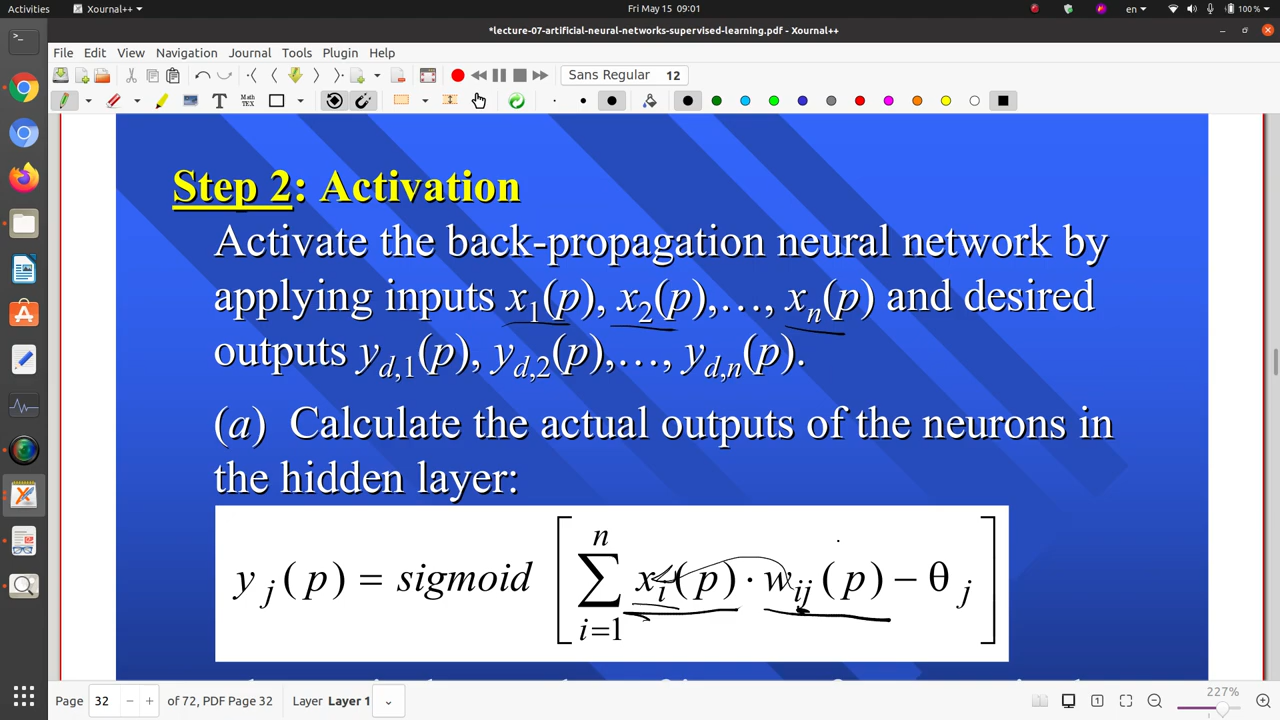 Activities Xournal++ Fri May 15 09:01 en 100 %
*lecture-07-artificial-neural-networks-supervised-learning.pdf - Xournal++
File Edit View Navigation Journal Tools Plugin Help
Sans Regular 12
Step 2: Activation
Activate the back-propagation neural network by
applying inputs x1(p), x2(p),…, xn(p) and desired
outputs yd,1(p), yd,2(p),…, yd,n(p).
(a) Calculate the actual outputs of the neurons in
the hidden layer:
yj(p) = sigmoid [ n ∑ i=1 xi(p) · wij(p) − θj ]
Page 32 of 72, PDF Page 32 Layer Layer 1 227%